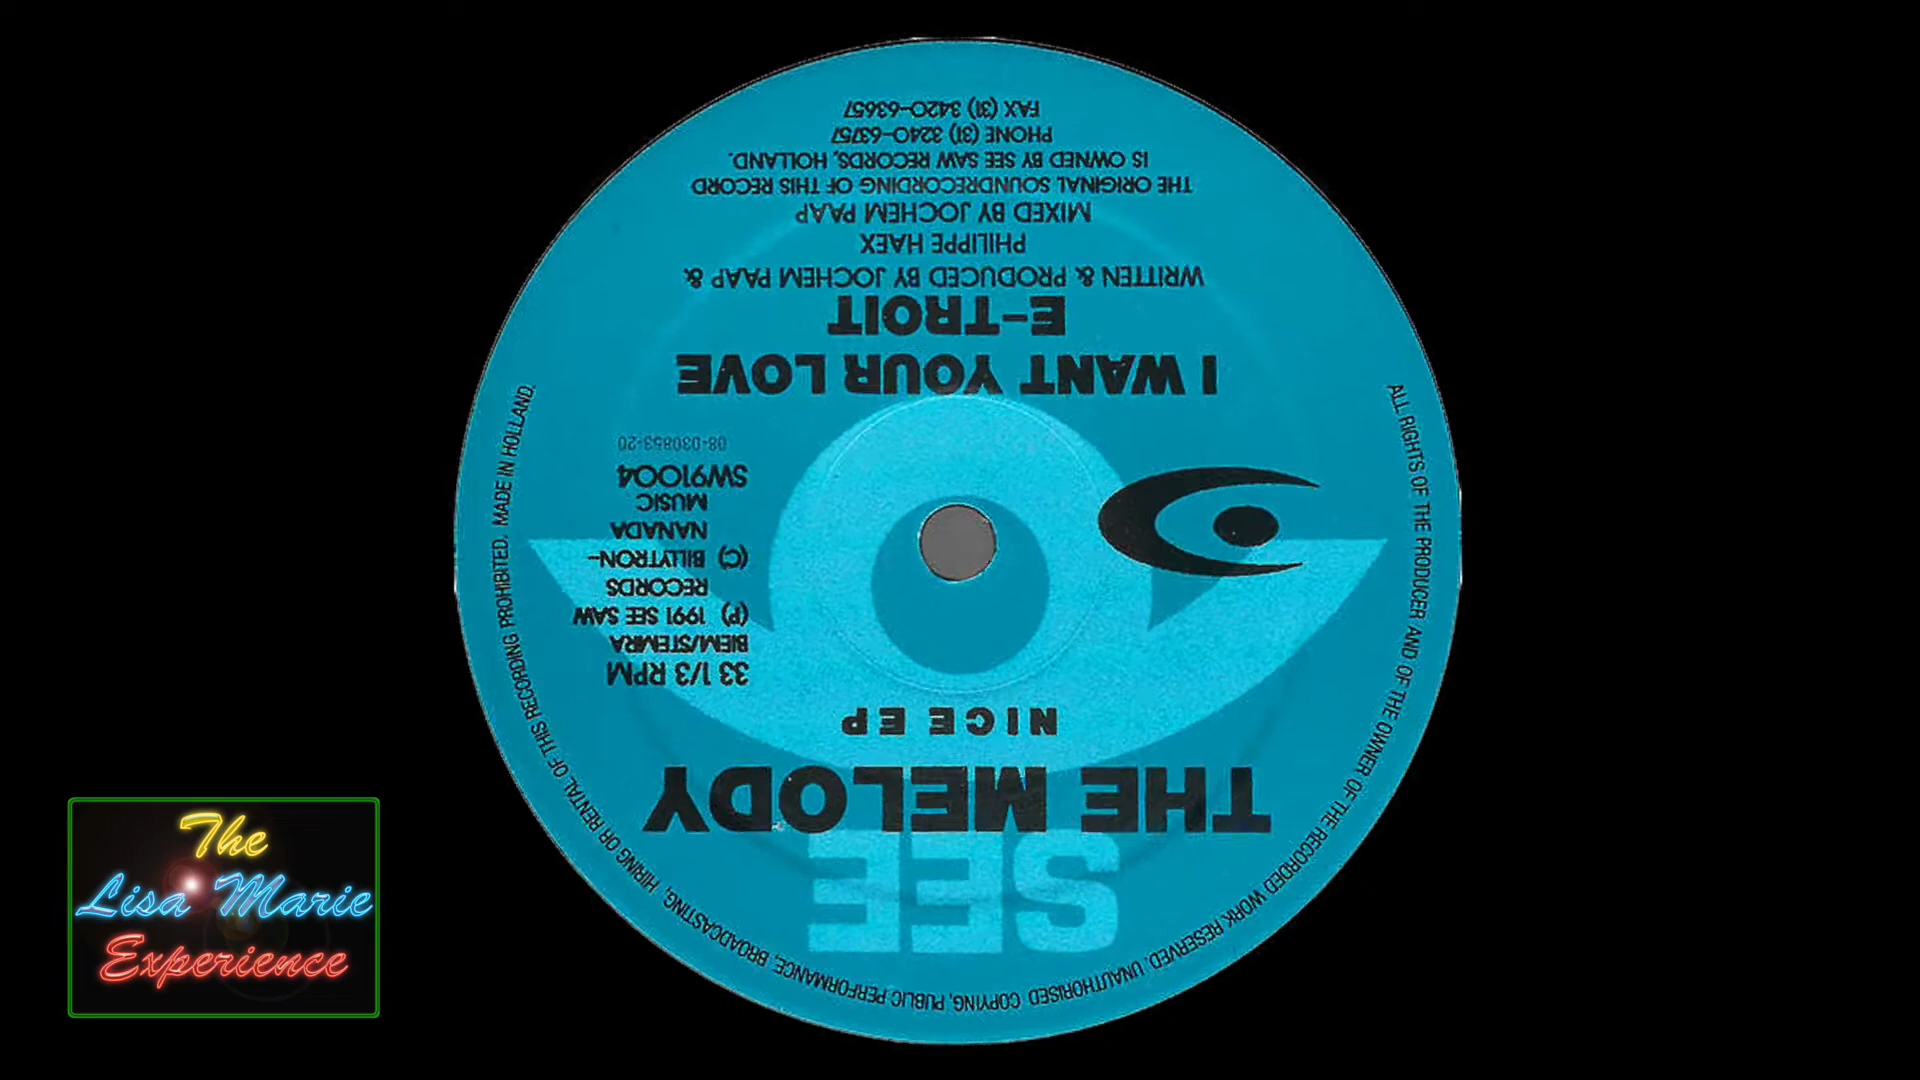 ALL RIGHTS OF THE PRODUCER AND OF THE OWNER OF THE RECORDED WORK RESERVED. UNAUTHORISED COPYING, PUBLIC PERFORMANCE, BROADCASTING, HIRING OR RENTAL OF THIS RECORDING PROHIBITED. MADE IN HOLLAND.
SEE
THE MELODY
NICE EP
33 1/3 RPM
BIEM/STEMRA
(P) 1991 SEE SAW
RECORDS
(C) BILLYTRON-
NANADA
MUSIC
SW91004
08-030853-20
I WANT YOUR LOVE
E-TROIT
WRITTEN & PRODUCED BY JOCHEM PAAP &
PHILIPPE HAEX
MIXED BY JOCHEM PAAP
THE ORIGINAL SOUNDRECORDING OF THIS RECORD
IS OWNED BY SEE SAW RECORDS, HOLLAND.
PHONE (31) 3240-63757
FAX (31) 3420-63657
The
Lisa Marie
Experience